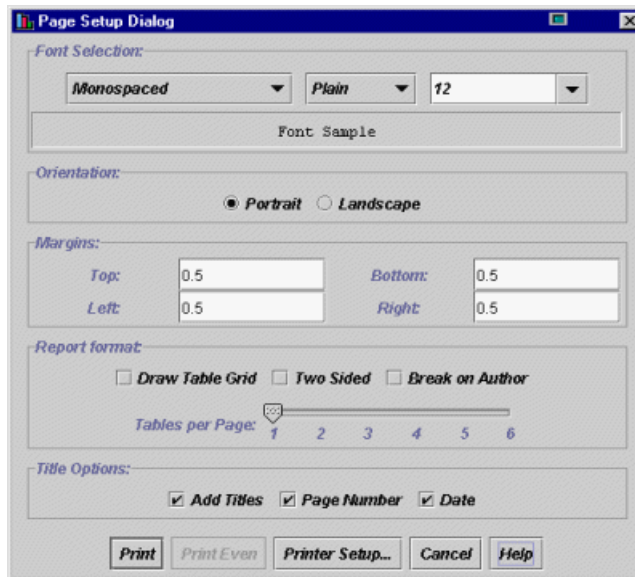 Page Setup Dialog
Font Selection:
Monospaced Plain 12
Font Sample
Orientation:
Portrait Landscape
Margins:
Top: 0.5 Bottom: 0.5
Left: 0.5 Right: 0.5
Report format:
Draw Table Grid Two Sided Break on Author
Tables per Page: 1 2 3 4 5 6
Title Options:
Add Titles Page Number Date
Print Print Even Printer Setup... Cancel Help